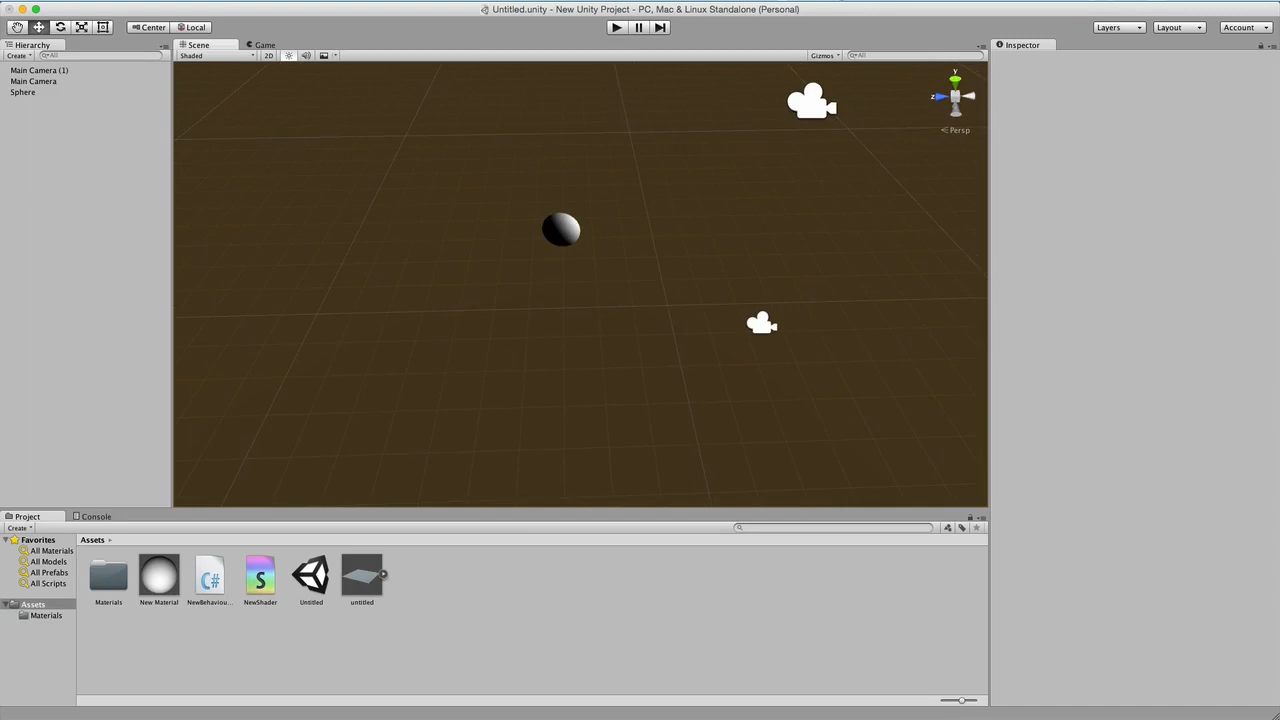 Untitled.unity - New Unity Project - PC, Mac & Linux Standalone (Personal)
Center
Local
Layers
Layout
Account
Hierarchy
Create
All
Main Camera (1)
Main Camera
Sphere
Scene
Game
Shaded
2D
Gizmos
All
y
z
Persp
Inspector
Project
Console
Create
Favorites
All Materials
All Models
All Prefabs
All Scripts
Assets
Materials
Assets
C#
S
Materials
New Material
NewBehaviou...
NewShader
Untitled
untitled